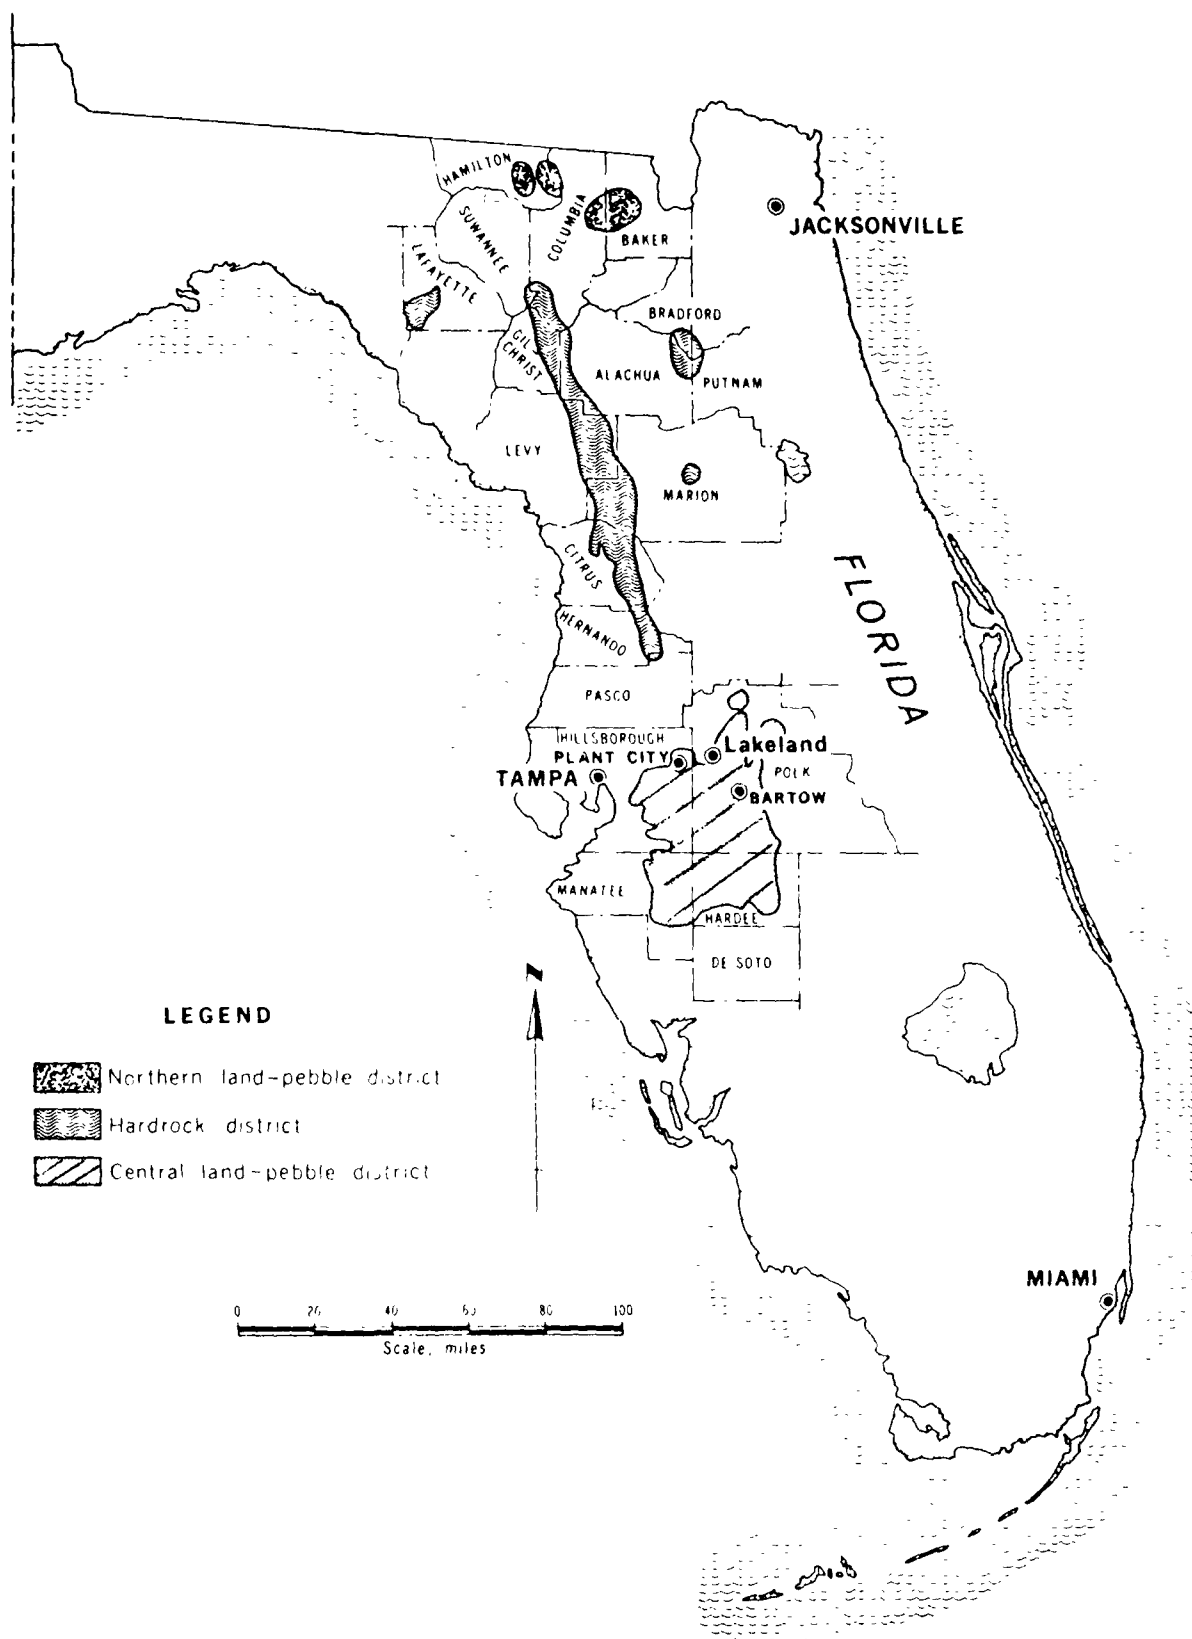 HAMILTON
SUWANNEE
COLUMBIA
BAKER
JACKSONVILLE
LAFAYETTE
BRADFORD
GIL-
CHRIST
ALACHUA
PUTNAM
LEVY
MARION
CITRUS
FLORIDA
HERNANDO
PASCO
HILLSBOROUGH
PLANT CITY
Lakeland
TAMPA
POLK
BARTOW
MANATEE
HARDEE
DE SOTO
N
LEGEND
Northern land-pebble district
Hardrock district
Central land-pebble district
MIAMI
0 20 40 60 80 100
Scale, miles